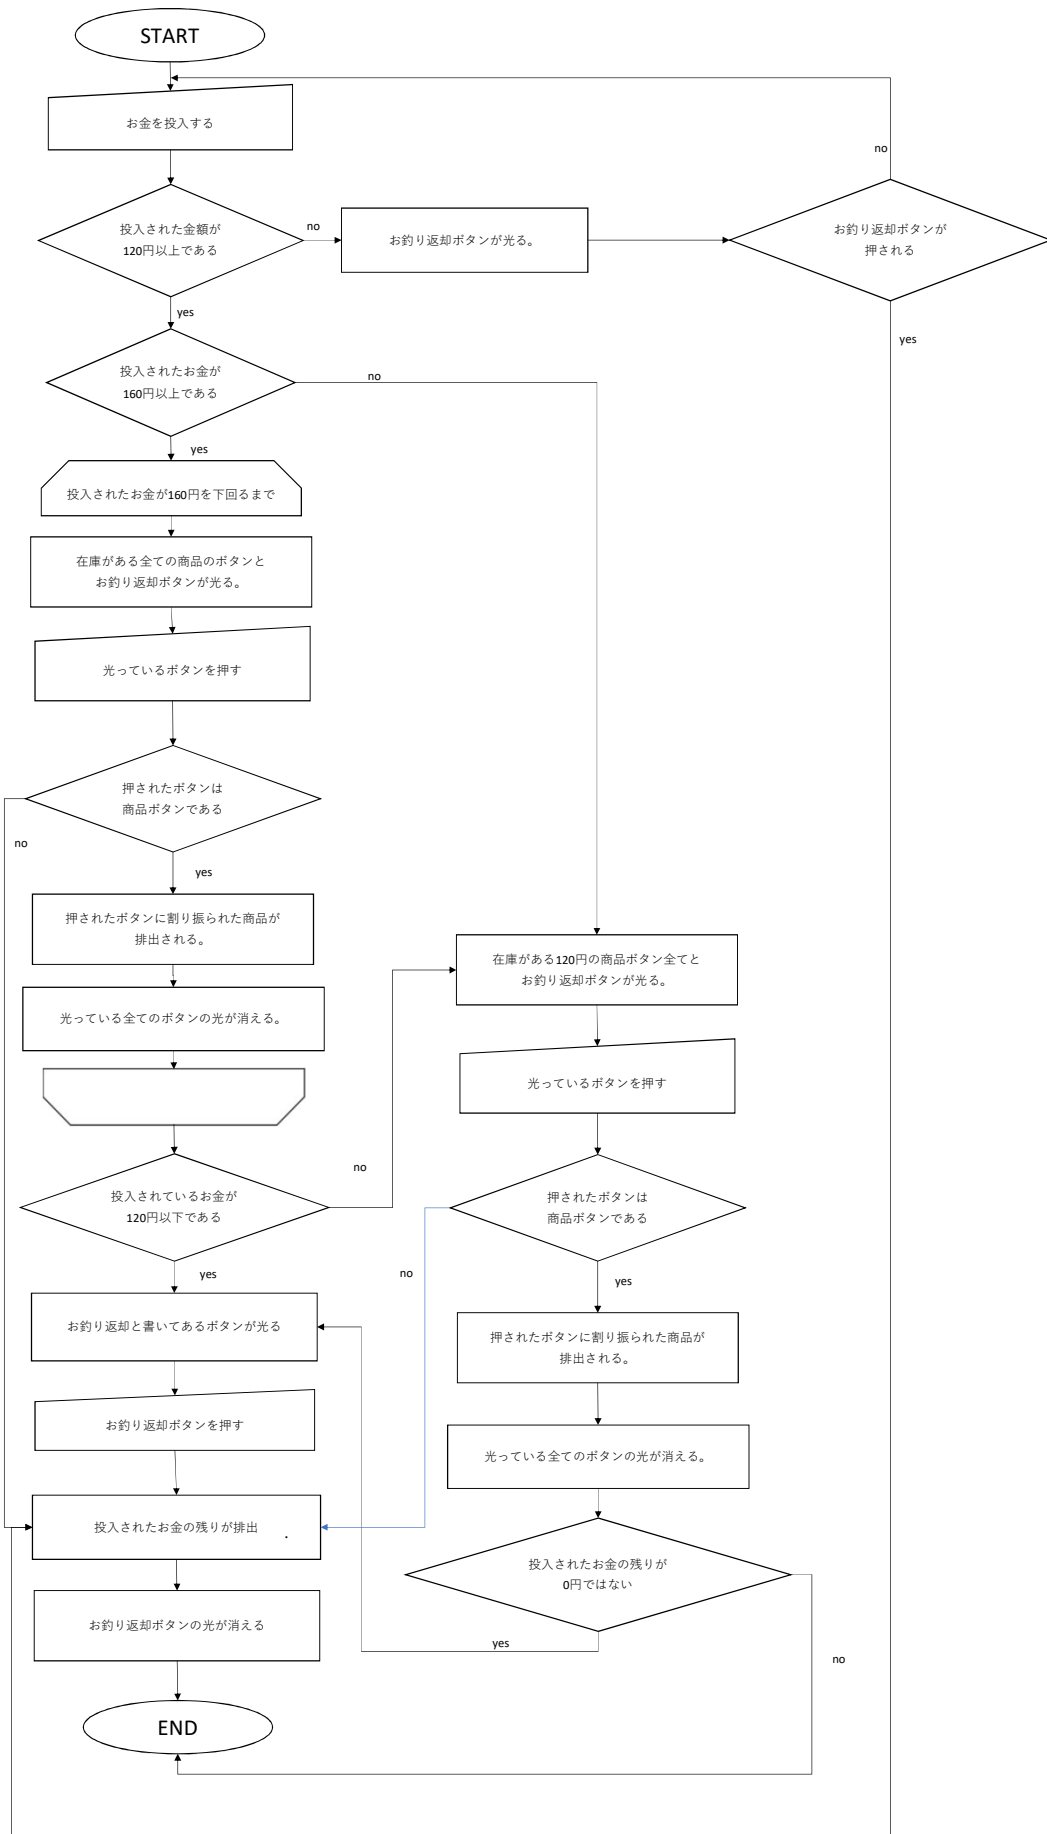 START
お金を投入する
no
投入された金額が
120円以上である
no
お釣り返却ボタンが光る。
お釣り返却ボタンが
押される
yes
yes
投入されたお金が
160円以上である
no
yes
投入されたお金が160円を下回るまで
在庫がある全ての商品のボタンと
お釣り返却ボタンが光る。
光っているボタンを押す
押されたボタンは
商品ボタンである
no
yes
押されたボタンに割り振られた商品が
排出される。
光っている全てのボタンの光が消える。
在庫がある120円の商品ボタン全てと
お釣り返却ボタンが光る。
光っているボタンを押す
投入されているお金が
120円以下である
no
押されたボタンは
商品ボタンである
yes
no
yes
お釣り返却と書いてあるボタンが光る
押されたボタンに割り振られた商品が
排出される。
お釣り返却ボタンを押す
光っている全てのボタンの光が消える。
投入されたお金の残りが排出 .
投入されたお金の残りが
0円ではない
お釣り返却ボタンの光が消える
yes
no
END